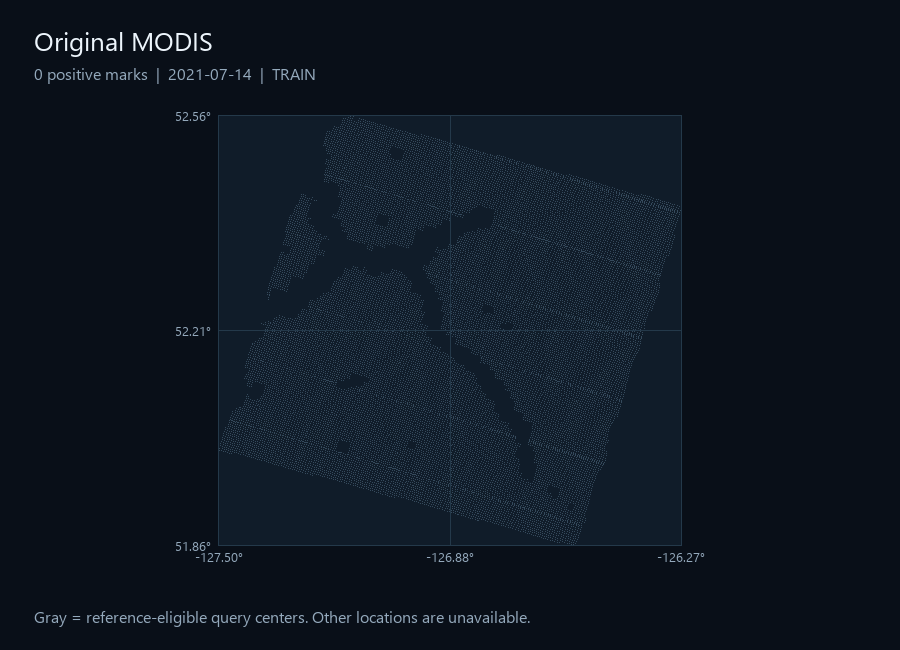 Original MODIS
0 positive marks | 2021-07-14 | TRAIN
52.56°
52.21°
51.86°
-127.50°
-126.88°
-126.27°
Gray = reference-eligible query centers. Other locations are unavailable.